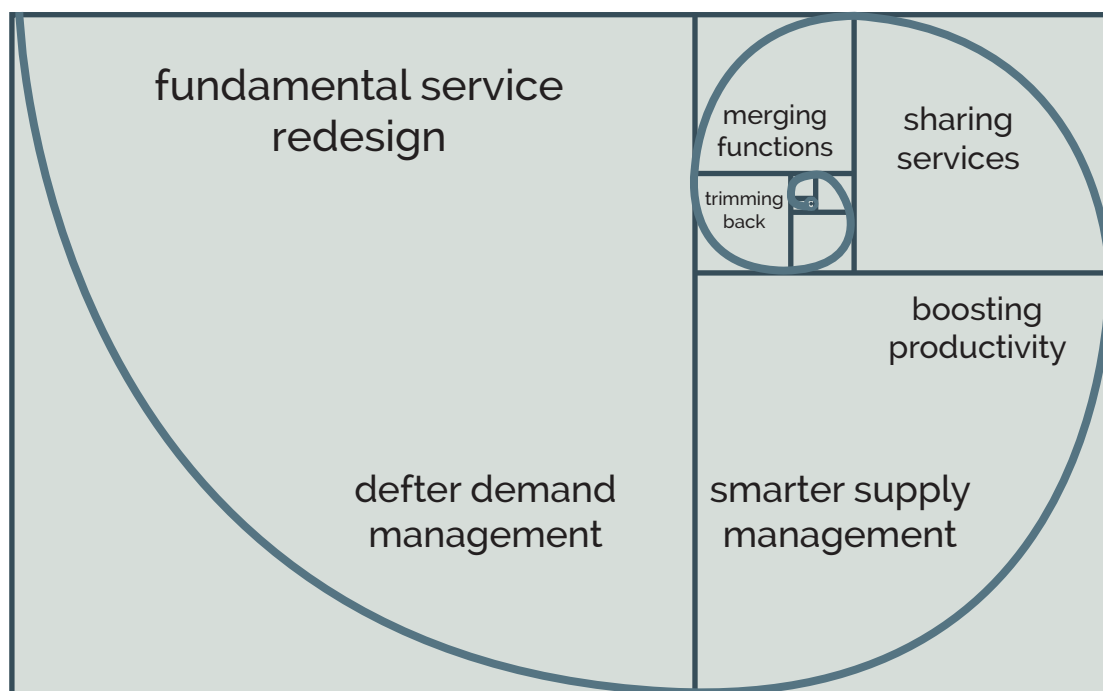 fundamental service
redesign
merging
functions
sharing
services
trimming
back
boosting
productivity
defter demand
management
smarter supply
management